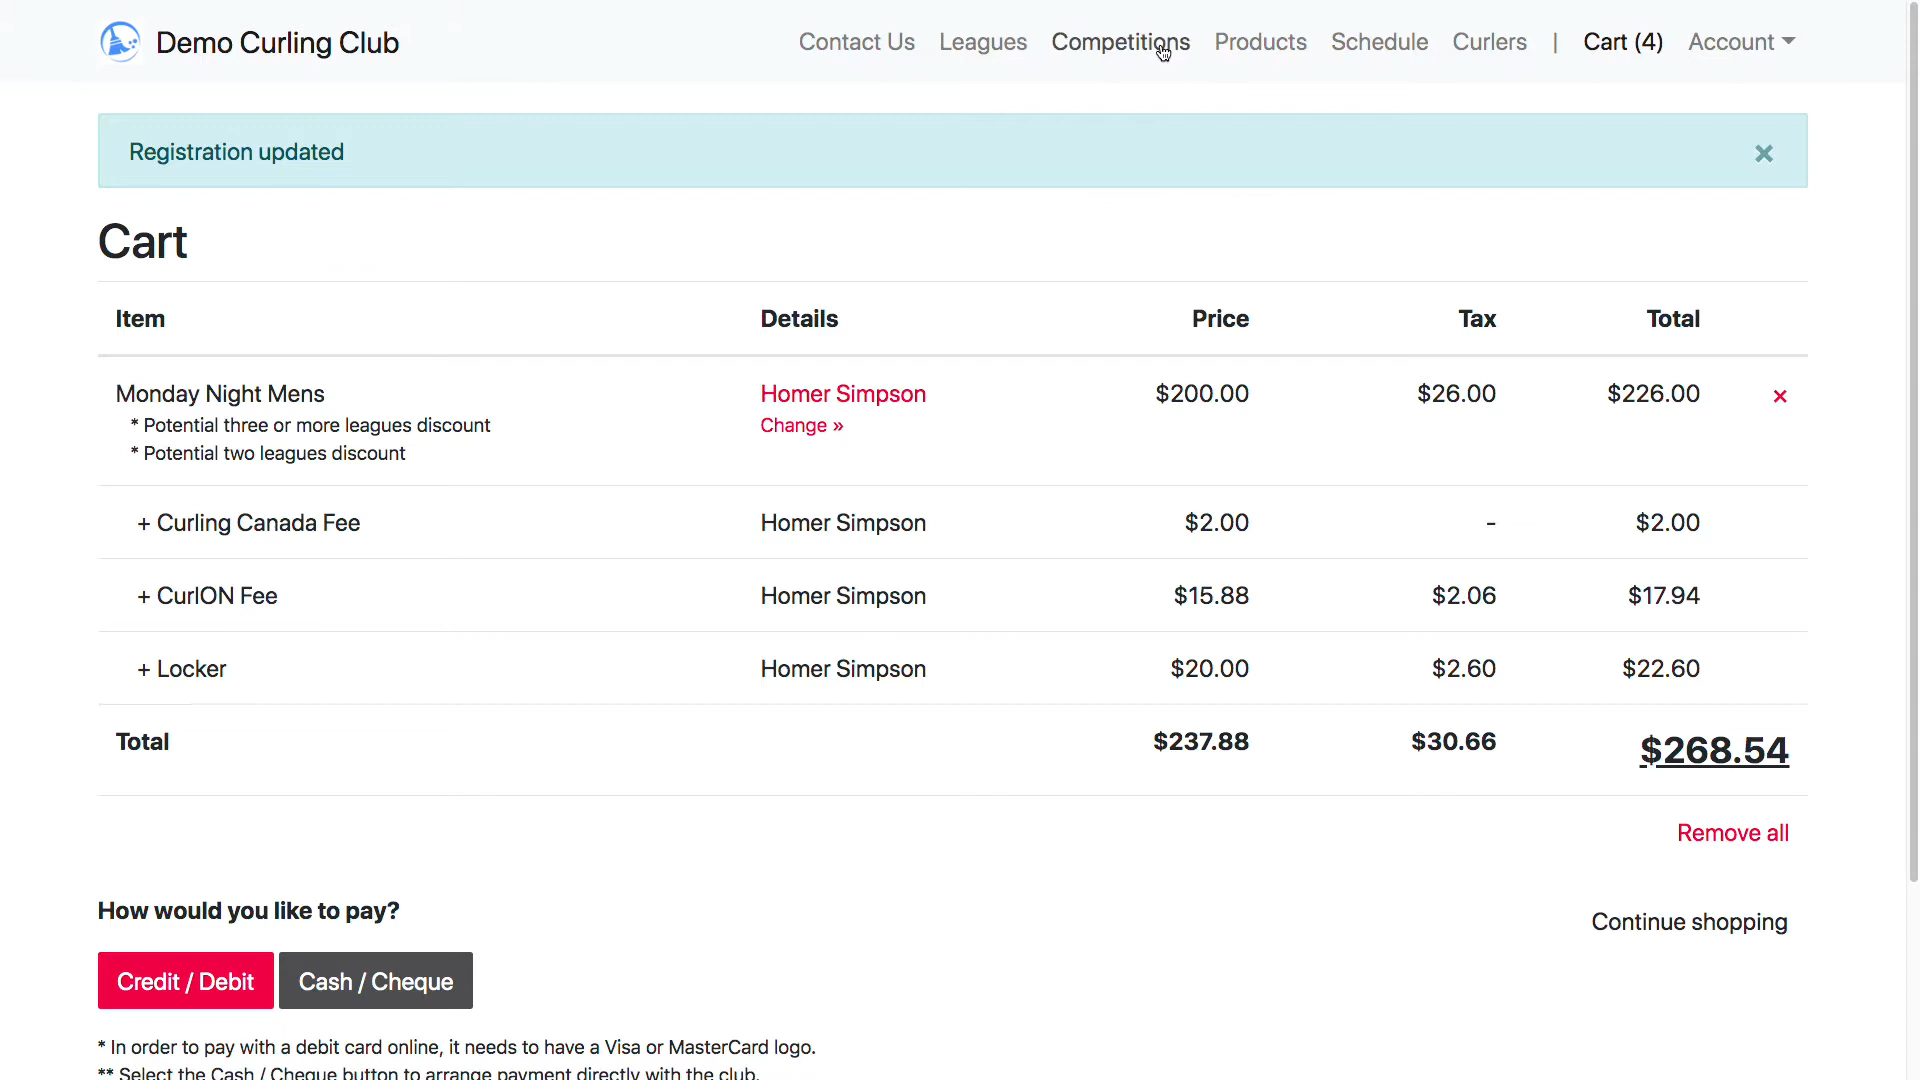 Demo Curling Club
Contact Us Leagues Competitions Products Schedule Curlers | Cart (4) Account
Registration updated ×
Cart
Item Details Price Tax Total
Monday Night Mens Homer Simpson $200.00 $26.00 $226.00 ×
* Potential three or more leagues discount Change »
* Potential two leagues discount
+ Curling Canada Fee Homer Simpson $2.00 - $2.00
+ CurlON Fee Homer Simpson $15.88 $2.06 $17.94
+ Locker Homer Simpson $20.00 $2.60 $22.60
Total $237.88 $30.66 $268.54
Remove all
How would you like to pay?
Continue shopping
Credit / Debit Cash / Cheque
* In order to pay with a debit card online, it needs to have a Visa or MasterCard logo.
** Select the Cash / Cheque button to arrange payment directly with the club.